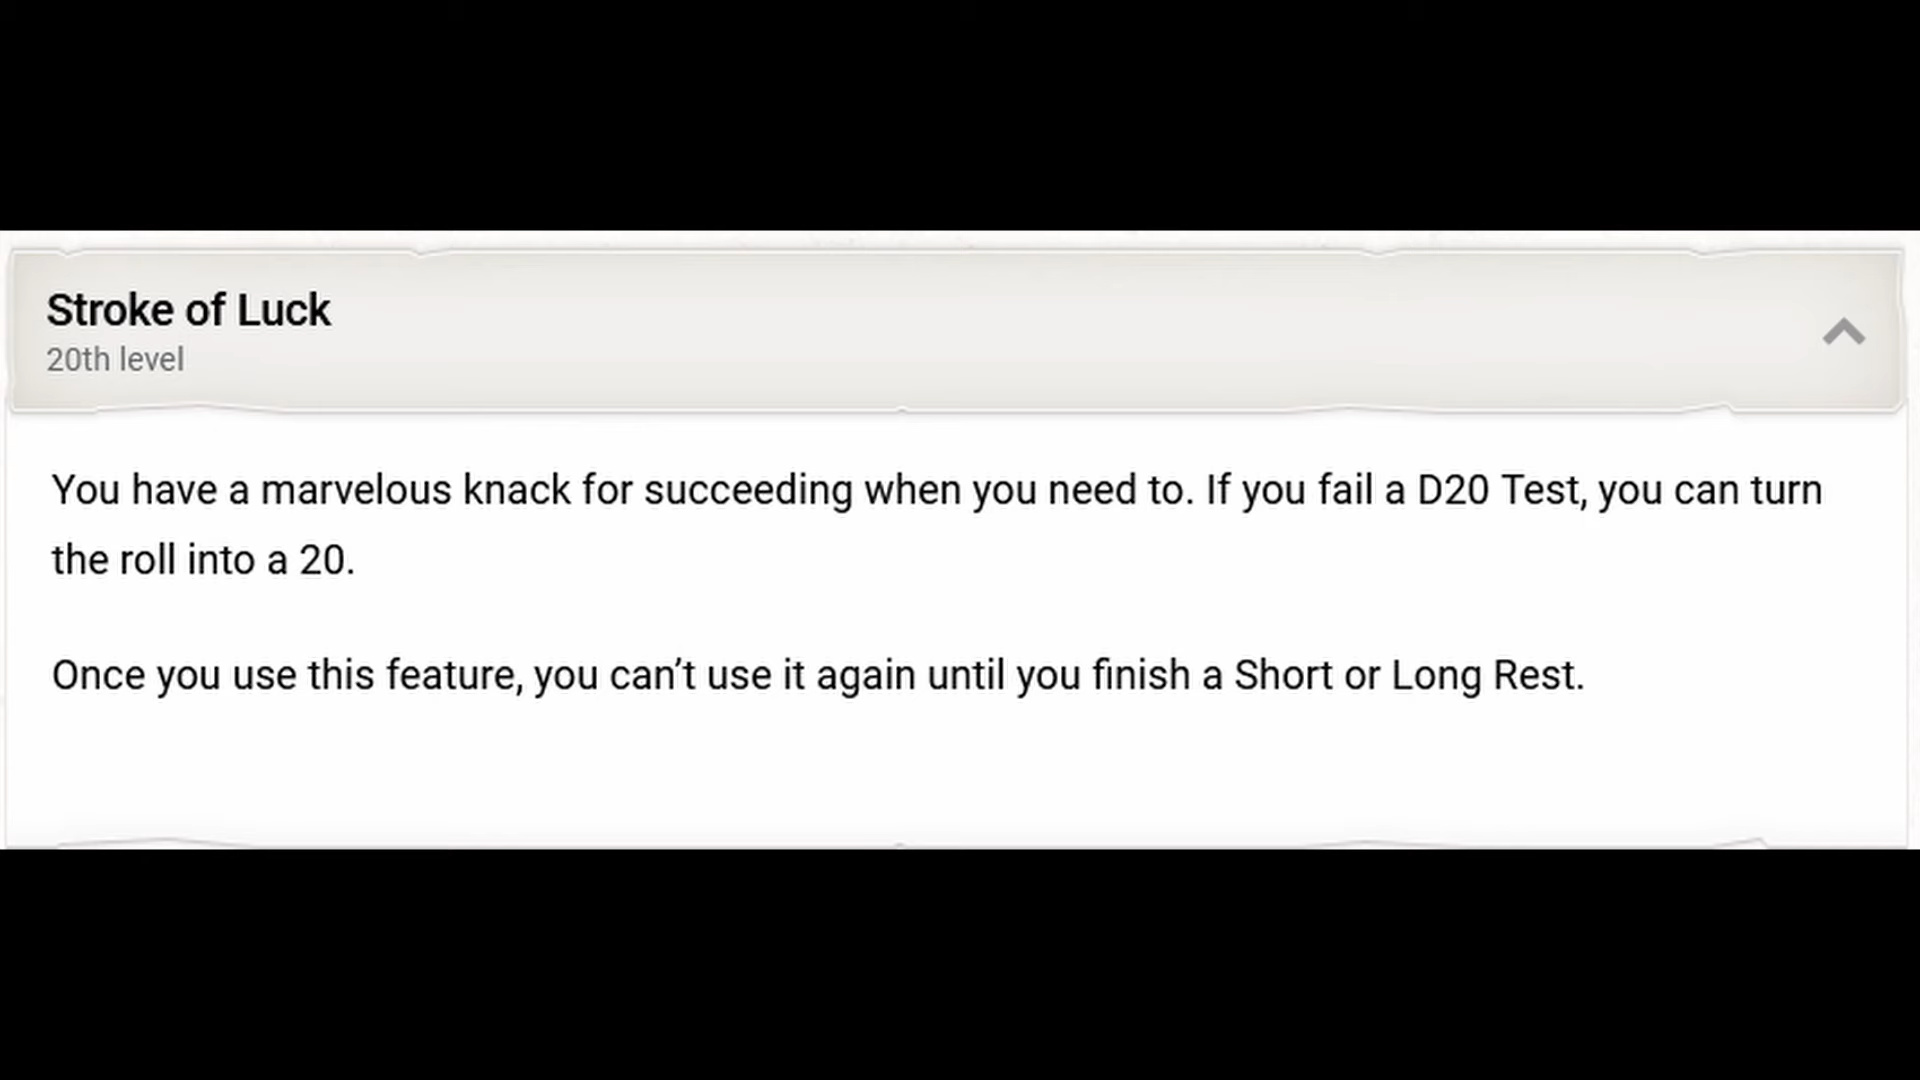 Stroke of Luck
20th level
You have a marvelous knack for succeeding when you need to. If you fail a D20 Test, you can turn
the roll into a 20.
Once you use this feature, you can’t use it again until you finish a Short or Long Rest.